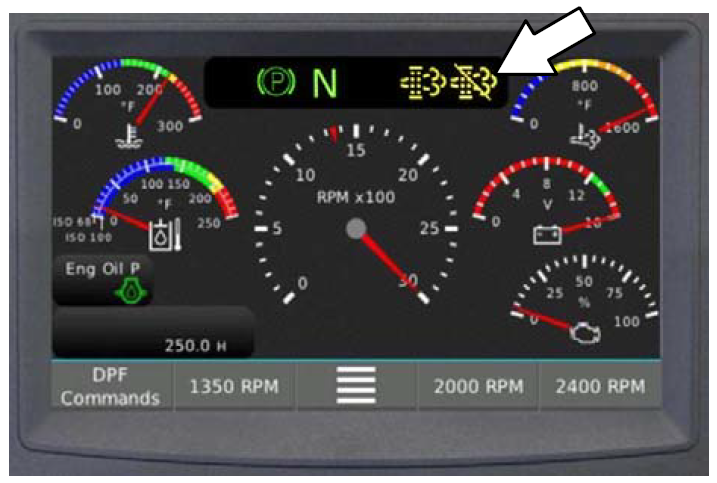 (P) N
0 100 200 300
°F
0 800 1600
°F
0 50 100 150 200 250
°F
ISO 68
ISO 100
0 5 10 15 20 25 30
RPM x100
0 4 8 12 16
V
Eng Oil P
0 25 50 75 100
%
250.0 H
DPF
Commands
1350 RPM
2000 RPM
2400 RPM